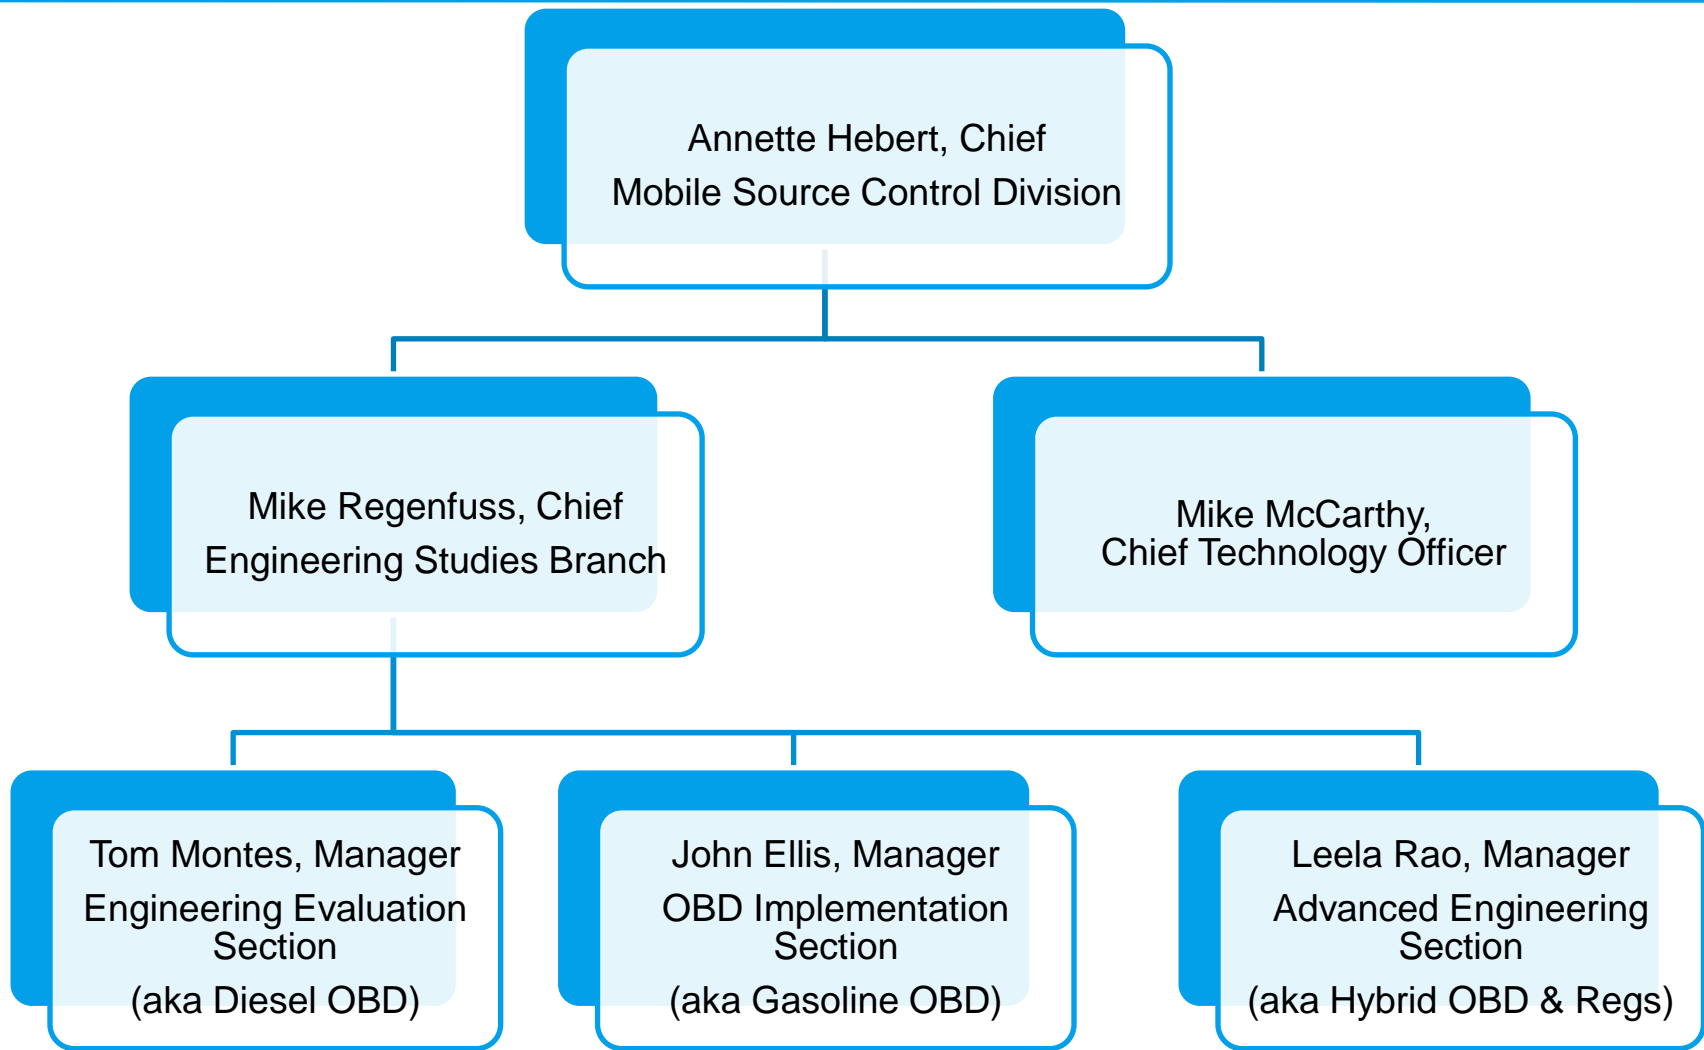 Annette Hebert, Chief
Mobile Source Control Division
Mike Regenfuss, Chief
Engineering Studies Branch
Mike McCarthy,
Chief Technology Officer
Tom Montes, Manager
Engineering Evaluation
Section
(aka Diesel OBD)
John Ellis, Manager
OBD Implementation
Section
(aka Gasoline OBD)
Leela Rao, Manager
Advanced Engineering
Section
(aka Hybrid OBD & Regs)